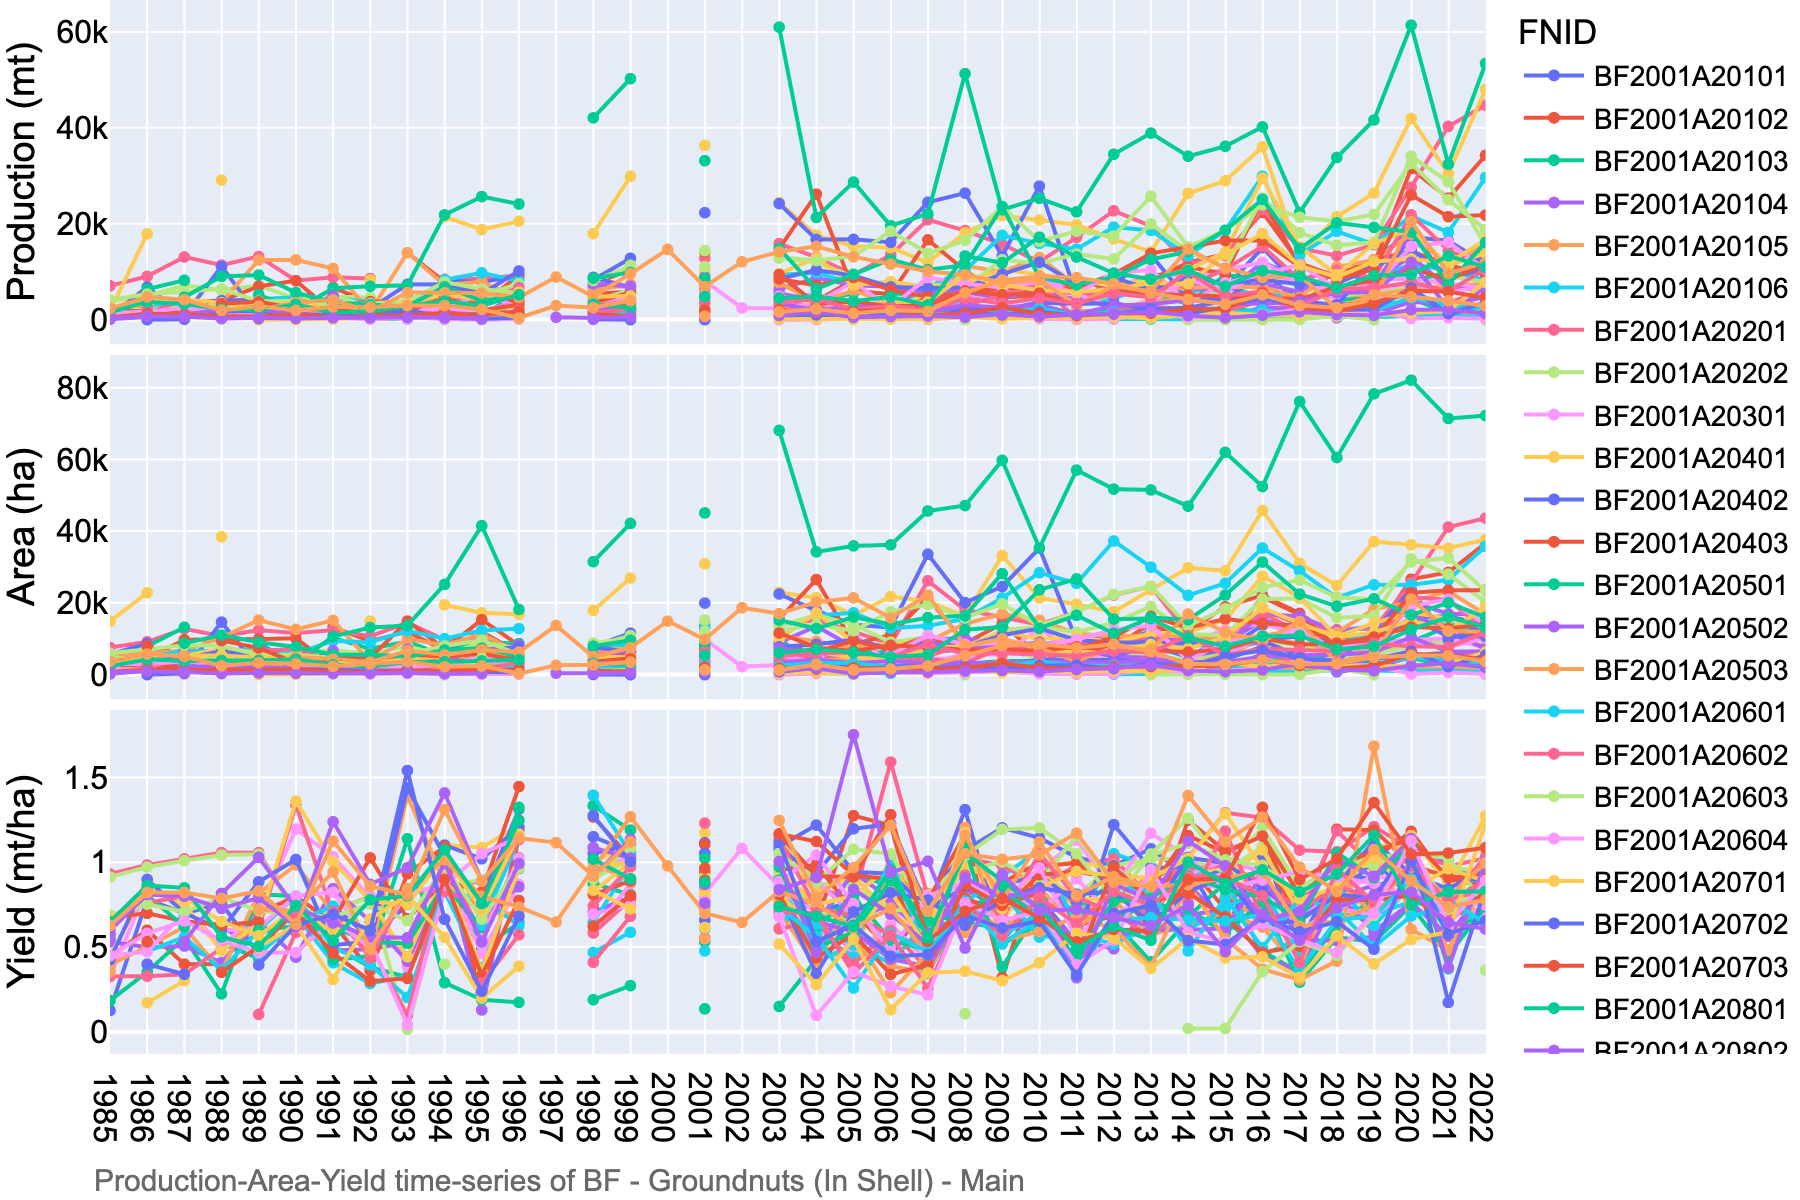 Production (mt)
60k
40k
20k
0
Area (ha)
80k
60k
40k
20k
0
Yield (mt/ha)
1.5
1
0.5
0
1985
1986
1987
1988
1989
1990
1991
1992
1993
1994
1995
1996
1997
1998
1999
2000
2001
2002
2003
2004
2005
2006
2007
2008
2009
2010
2011
2012
2013
2014
2015
2016
2017
2018
2019
2020
2021
2022
FNID
BF2001A20101
BF2001A20102
BF2001A20103
BF2001A20104
BF2001A20105
BF2001A20106
BF2001A20201
BF2001A20202
BF2001A20301
BF2001A20401
BF2001A20402
BF2001A20403
BF2001A20501
BF2001A20502
BF2001A20503
BF2001A20601
BF2001A20602
BF2001A20603
BF2001A20604
BF2001A20701
BF2001A20702
BF2001A20703
BF2001A20801
BF2001A20802
Production-Area-Yield time-series of BF - Groundnuts (In Shell) - Main